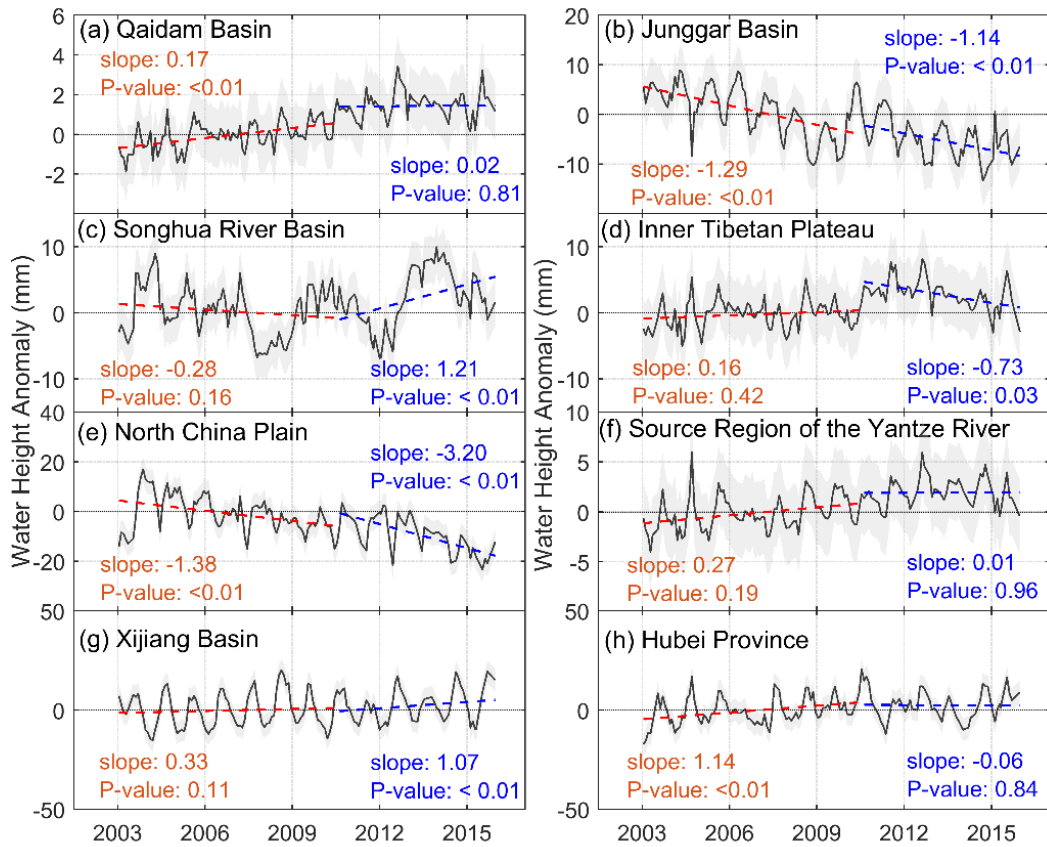 (a) Qaidam Basin
slope: 0.17
P-value: <0.01
slope: 0.02
P-value: 0.81
6
4
2
0
-2
(b) Junggar Basin
slope: -1.14
P-value: < 0.01
slope: -1.29
P-value: <0.01
20
10
0
-10
(c) Songhua River Basin
slope: -0.28
P-value: 0.16
slope: 1.21
P-value: < 0.01
10
0
-10
(d) Inner Tibetan Plateau
slope: 0.16
P-value: 0.42
slope: -0.73
P-value: 0.03
10
0
-10
Water Height Anomaly (mm)
Water Height Anomaly (mm)
(e) North China Plain
slope: -3.20
P-value: < 0.01
slope: -1.38
P-value: <0.01
40
20
0
-20
(f) Source Region of the Yantze River
slope: 0.27
P-value: 0.19
slope: 0.01
P-value: 0.96
10
5
0
-5
(g) Xijiang Basin
slope: 0.33
P-value: 0.11
slope: 1.07
P-value: < 0.01
50
0
-50
2003 2006 2009 2012 2015
(h) Hubei Province
slope: 1.14
P-value: <0.01
slope: -0.06
P-value: 0.84
50
0
-50
2003 2006 2009 2012 2015